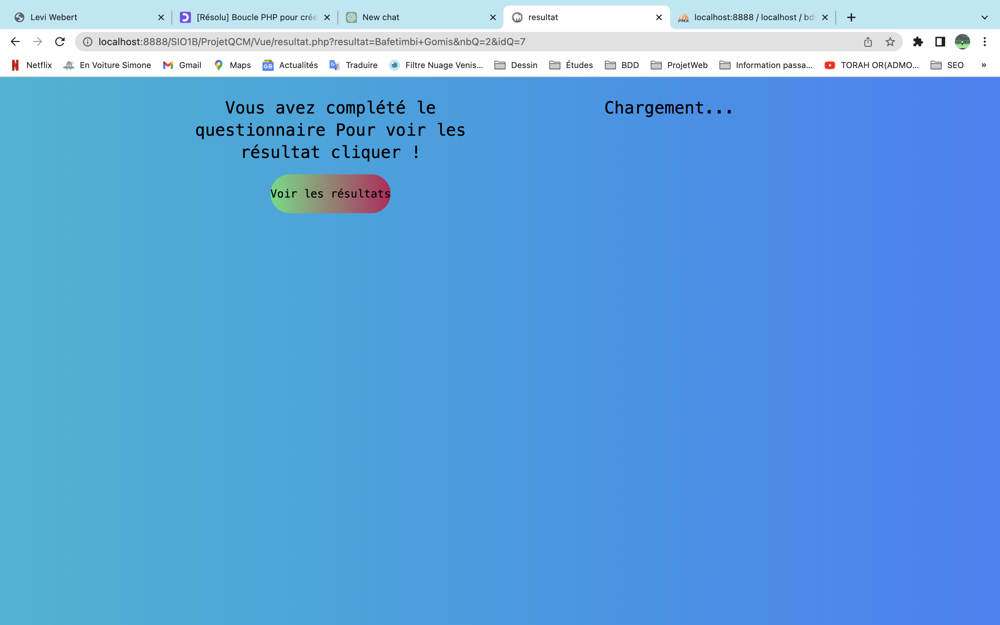 Levi Webert
[Résolu] Boucle PHP pour crée
New chat
resultat
localhost:8888 / localhost / bd
localhost:8888/SIO1B/ProjetQCM/Vue/resultat.php?resultat=Bafetimbi+Gomis&nbQ=2&idQ=7
Netflix
En Voiture Simone
Gmail
Maps
Actualités
Traduire
Filtre Nuage Venis...
Dessin
Études
BDD
ProjetWeb
Information passa...
TORAH OR(ADMO...
SEO
»
Vous avez complété le
questionnaire Pour voir les
résultat cliquer !
Voir les résultats
Chargement...